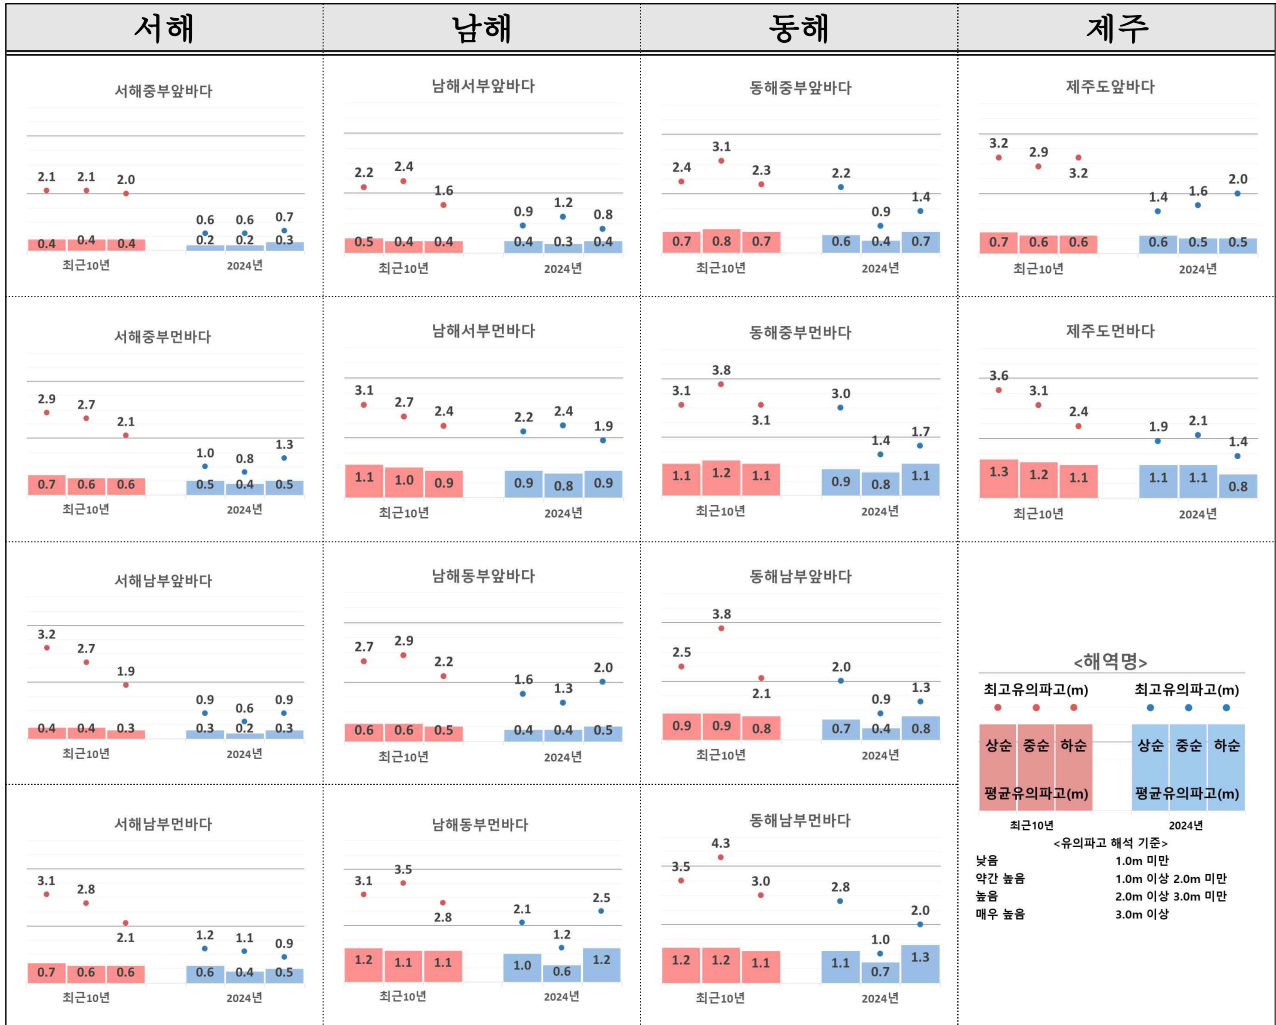 서해 남해 동해 제주
서해중부앞바다
2.1 2.1 2.0
0.6 0.6 0.7
0.4 0.4 0.4
0.2 0.2 0.3
최근10년 2024년
남해서부앞바다
2.2 2.4 1.6
0.9 1.2 0.8
0.5 0.4 0.4
0.4 0.3 0.4
최근10년 2024년
동해중부앞바다
2.4 3.1 2.3
2.2 0.9 1.4
0.7 0.8 0.7
0.6 0.4 0.7
최근10년 2024년
제주도앞바다
3.2 2.9 3.2
1.4 1.6 2.0
0.7 0.6 0.6
0.6 0.5 0.5
최근10년 2024년
서해중부먼바다
2.9 2.7 2.1
1.0 0.8 1.3
0.7 0.6 0.6
0.5 0.4 0.5
최근10년 2024년
남해서부먼바다
3.1 2.7 2.4
2.2 2.4 1.9
1.1 1.0 0.9
0.9 0.8 0.9
최근10년 2024년
동해중부먼바다
3.1 3.8 3.1
3.0 1.4 1.7
1.1 1.2 1.1
0.9 0.8 1.1
최근10년 2024년
제주도먼바다
3.6 3.1 2.4
1.9 2.1 1.4
1.3 1.2 1.1
1.1 1.1 0.8
최근10년 2024년
서해남부앞바다
3.2 2.7 1.9
0.9 0.6 0.9
0.4 0.4 0.3
0.3 0.2 0.3
최근10년 2024년
남해동부앞바다
2.7 2.9 2.2
1.6 1.3 2.0
0.6 0.6 0.5
0.4 0.4 0.5
최근10년 2024년
동해남부앞바다
2.5 3.8 2.1
2.0 0.9 1.3
0.9 0.9 0.8
0.7 0.4 0.8
최근10년 2024년
<해역명>
최고유의파고(m) 최고유의파고(m)
상순 중순 하순 상순 중순 하순
평균유의파고(m) 평균유의파고(m)
최근10년 2024년
<유의파고 해석 기준>
낮음 1.0m 미만
약간 높음 1.0m 이상 2.0m 미만
높음 2.0m 이상 3.0m 미만
매우 높음 3.0m 이상
서해남부먼바다
3.1 2.8 2.1
1.2 1.1 0.9
0.7 0.6 0.6
0.6 0.4 0.5
최근10년 2024년
남해동부먼바다
3.1 3.5 2.8
2.1 1.2 2.5
1.2 1.1 1.1
1.0 0.6 1.2
최근10년 2024년
동해남부먼바다
3.5 4.3 3.0
2.8 1.0 2.0
1.2 1.2 1.1
1.1 0.7 1.3
최근10년 2024년